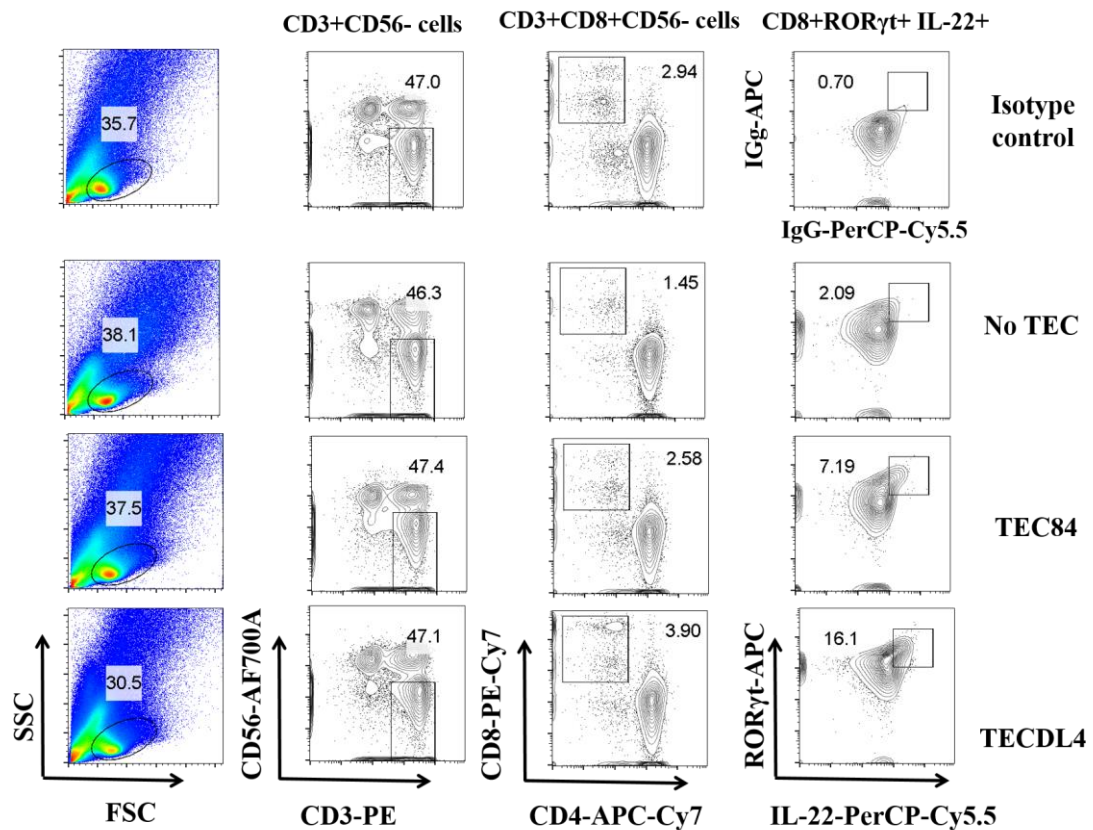 CD3+CD56- cells
CD3+CD8+CD56- cells
CD8+RORγt+ IL-22+
35.7
47.0
2.94
0.70
IGg-APC
IgG-PerCP-Cy5.5
Isotype
control
38.1
46.3
1.45
2.09
No TEC
37.5
47.4
2.58
7.19
TEC84
30.5
47.1
3.90
16.1
TECDL4
SSC
FSC
CD56-AF700A
CD3-PE
CD8-PE-Cy7
CD4-APC-Cy7
RORγt-APC
IL-22-PerCP-Cy5.5